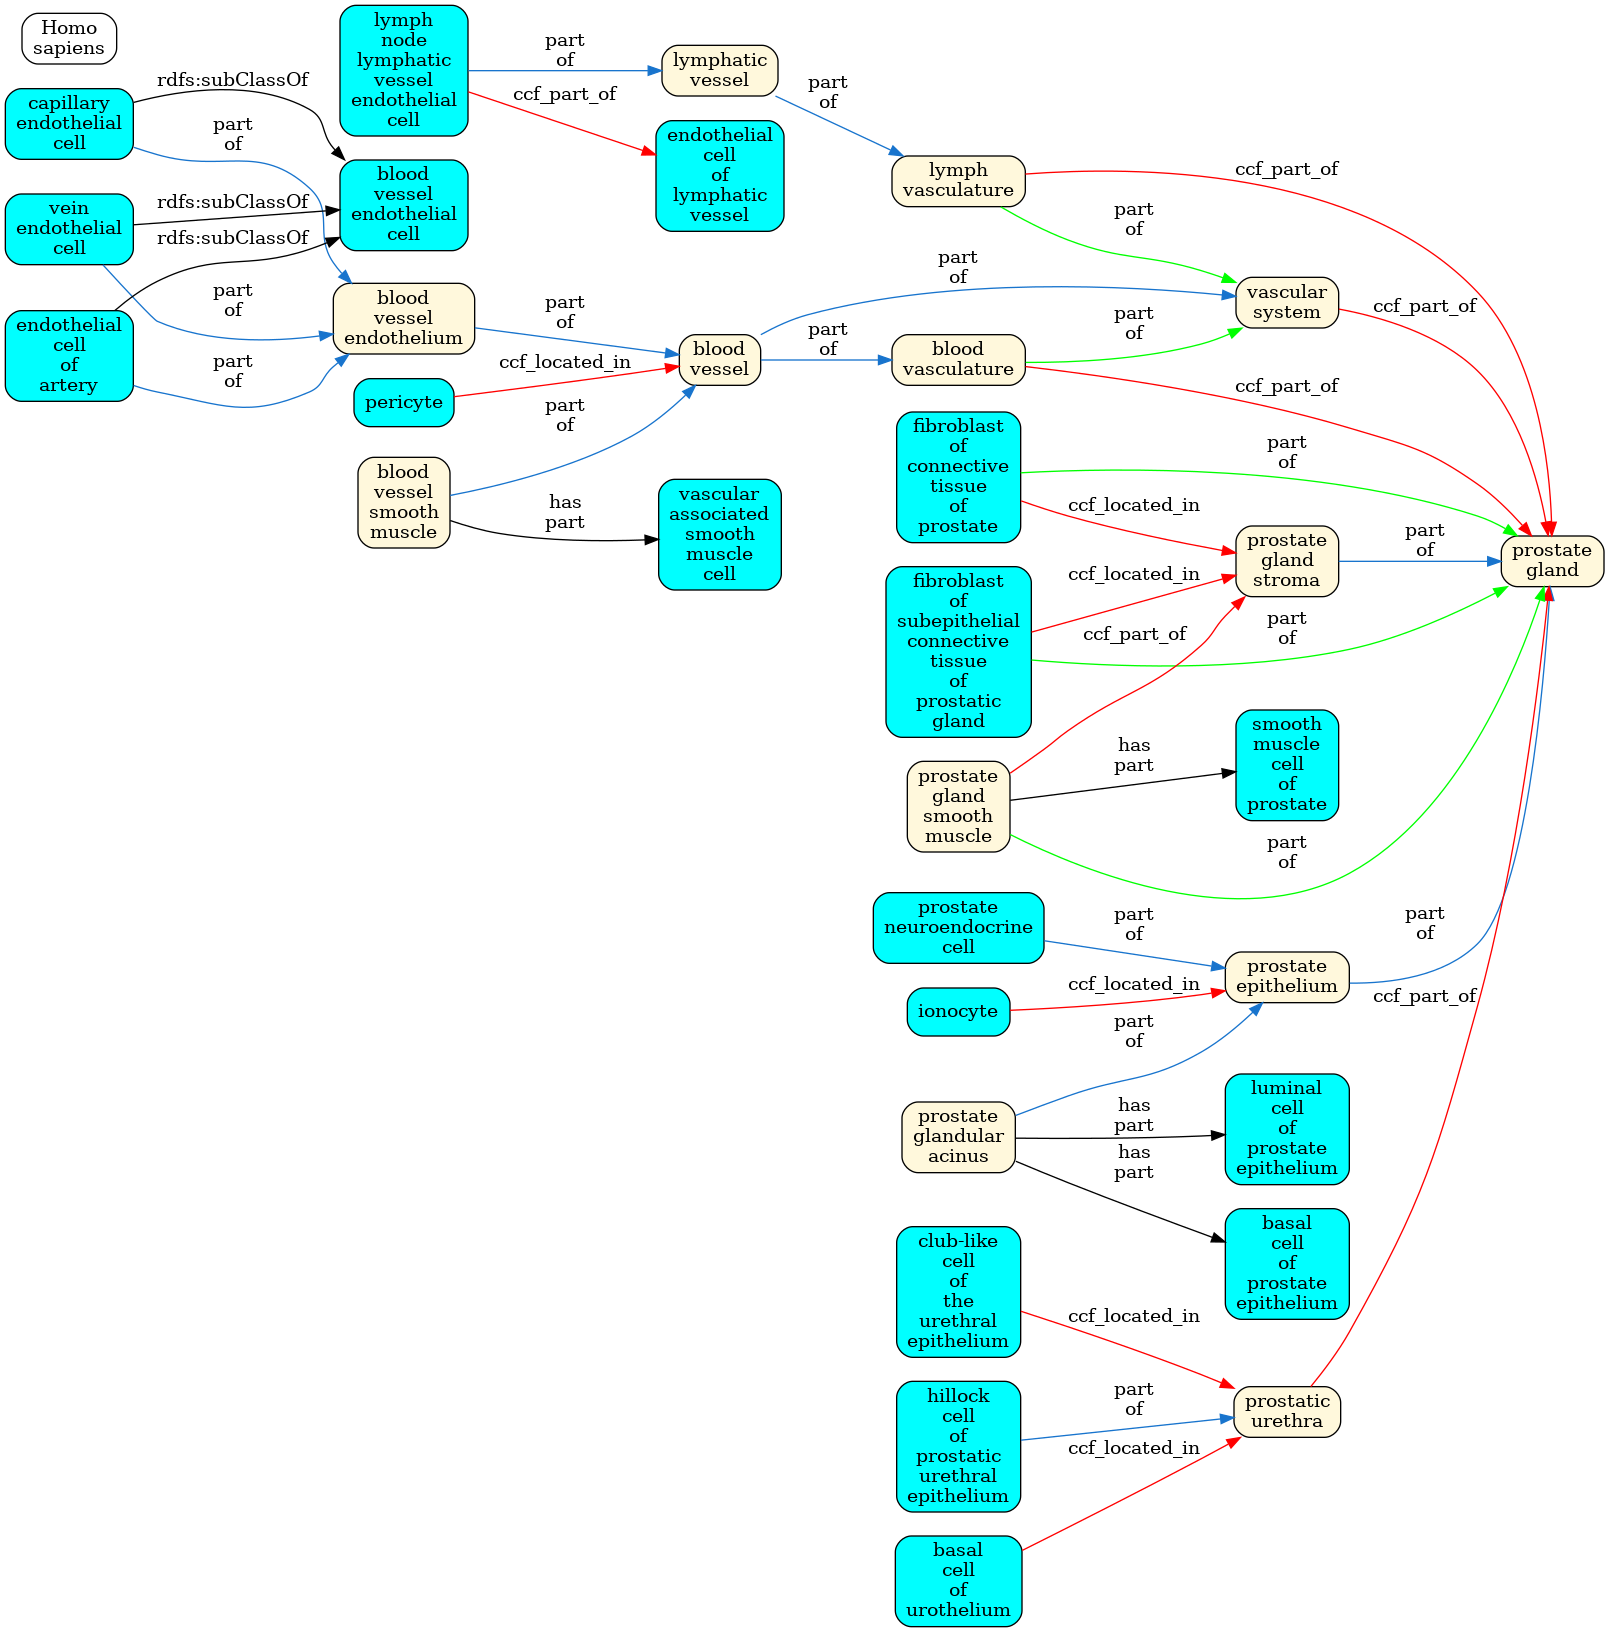 Homo
sapiens
capillary
endothelial
cell
vein
endothelial
cell
endothelial
cell
of
artery
rdfs:subClassOf
part
of
rdfs:subClassOf
rdfs:subClassOf
part
of
part
of
lymph
node
lymphatic
vessel
endothelial
cell
blood
vessel
endothelial
cell
blood
vessel
endothelium
pericyte
blood
vessel
smooth
muscle
part
of
ccf_part_of
part
of
ccf_located_in
part
of
has
part
lymphatic
vessel
endothelial
cell
of
lymphatic
vessel
blood
vessel
vascular
associated
smooth
muscle
cell
part
of
part
of
part
of
lymph
vasculature
blood
vasculature
fibroblast
of
connective
tissue
of
prostate
fibroblast
of
subepithelial
connective
tissue
of
prostatic
gland
prostate
gland
smooth
muscle
prostate
neuroendocrine
cell
ionocyte
prostate
glandular
acinus
club-like
cell
of
the
urethral
epithelium
hillock
cell
of
prostatic
urethral
epithelium
basal
cell
of
urothelium
ccf_part_of
part
of
part
of
ccf_part_of
part
of
ccf_located_in
ccf_located_in
ccf_part_of
part
of
has
part
part
of
part
of
ccf_located_in
part
of
has
part
has
part
ccf_located_in
part
of
ccf_located_in
vascular
system
prostate
gland
stroma
smooth
muscle
cell
of
prostate
prostate
epithelium
luminal
cell
of
prostate
epithelium
basal
cell
of
prostate
epithelium
prostatic
urethra
ccf_part_of
part
of
part
of
ccf_part_of
prostate
gland